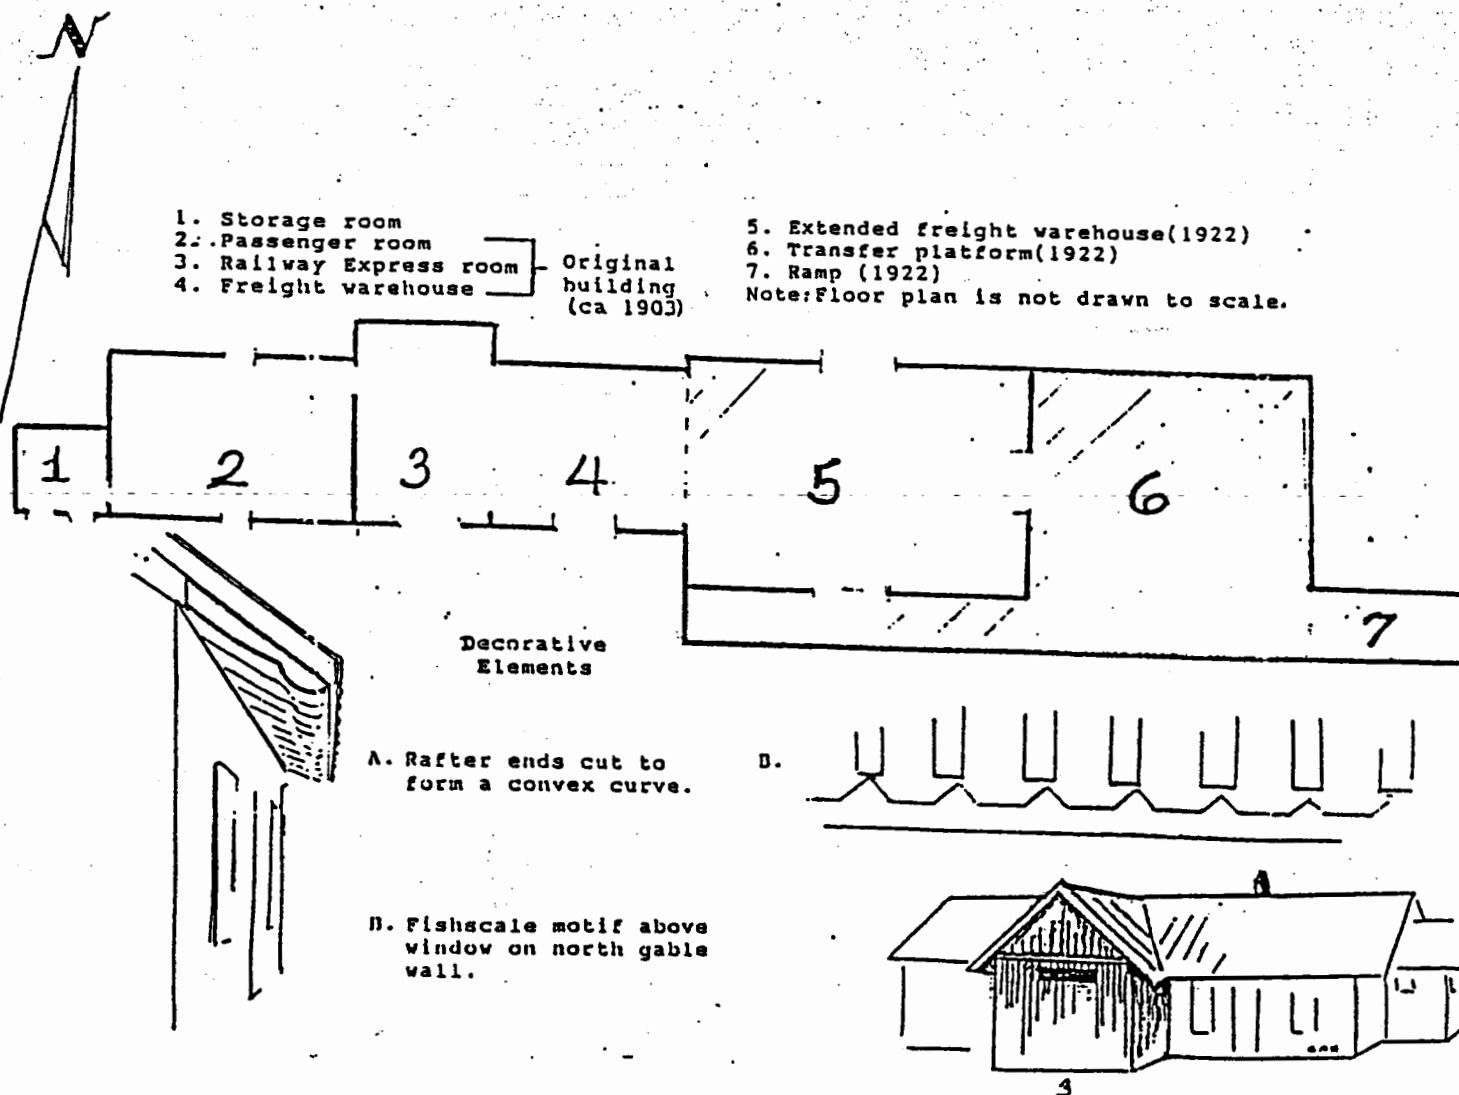 N
1. Storage room
2. Passenger room
3. Railway Express room
4. Freight warehouse
Original
building
(ca 1903)
5. Extended freight warehouse(1922)
6. Transfer platform(1922)
7. Ramp (1922)
Note:Floor plan is not drawn to scale.
1
2
3
4
5
6
7
Decorative
Elements
A. Rafter ends cut to
form a convex curve.
B.
B. Fishscale motif above
window on north gable
wall.
3